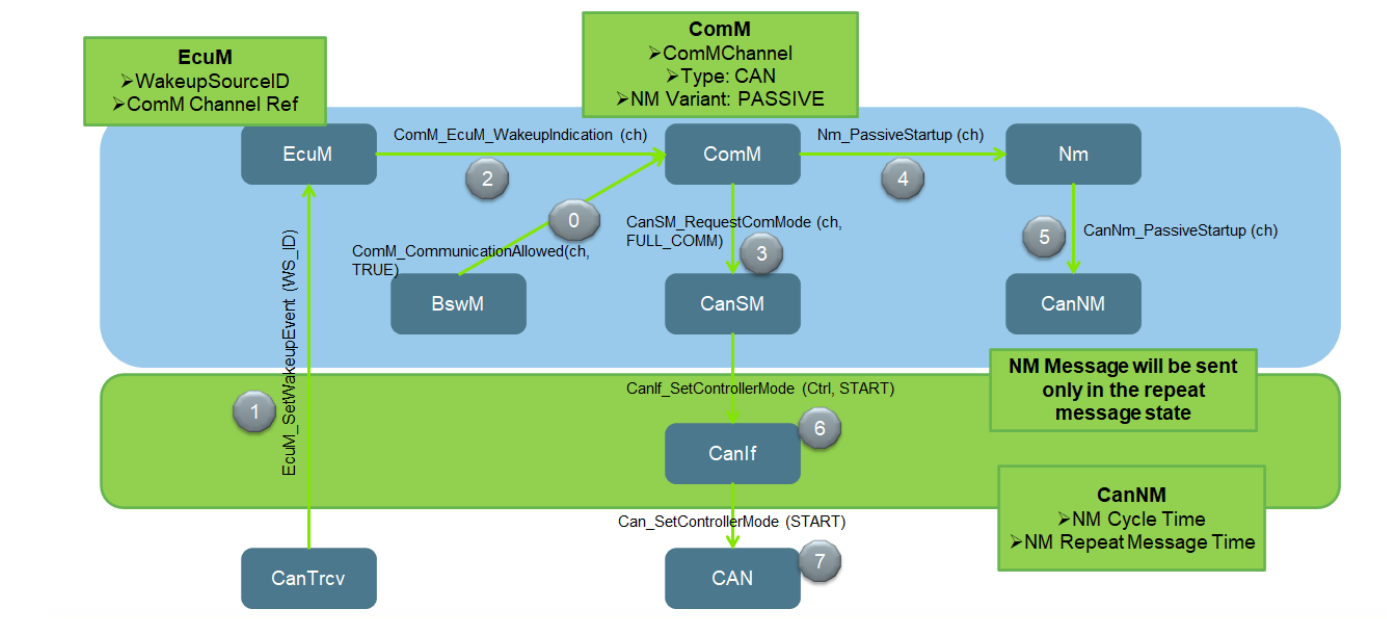 EcuM
➢WakeupSourceID
➢ComM Channel Ref
ComM
➢ComMChannel
➢Type: CAN
➢NM Variant: PASSIVE
EcuM
ComM_EcuM_WakeupIndication (ch)
2
ComM
Nm_PassiveStartup (ch)
4
Nm
0
ComM_CommunicationAllowed(ch,
TRUE)
CanSM_RequestComMode (ch,
FULL_COMM)
3
5
CanNm_PassiveStartup (ch)
BswM
CanSM
CanNM
EcuM_SetWakeupEvent (WS_ID)
1
CanIf_SetControllerMode (Ctrl, START)
6
NM Message will be sent
only in the repeat
message state
CanIf
CanNM
➢NM Cycle Time
➢NM Repeat Message Time
Can_SetControllerMode (START)
7
CanTrcv
CAN